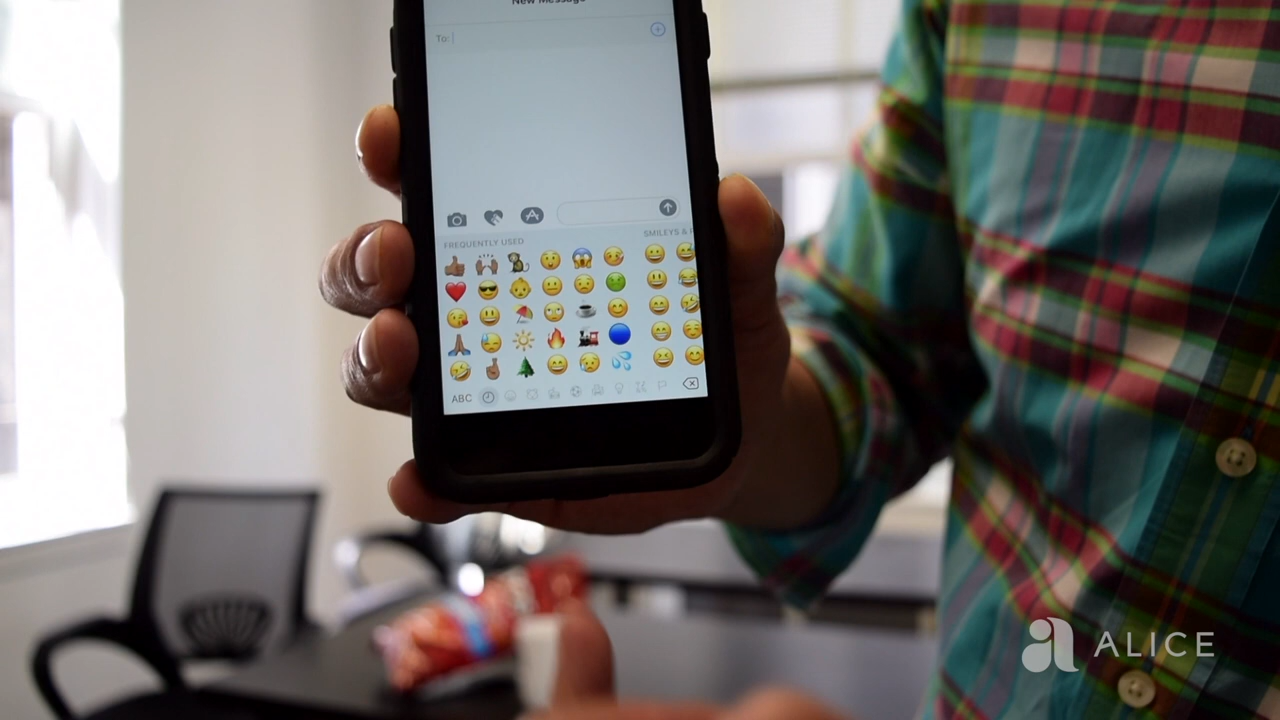 New Message
To:
FREQUENTLY USED
SMILEYS &
ABC
ALICE